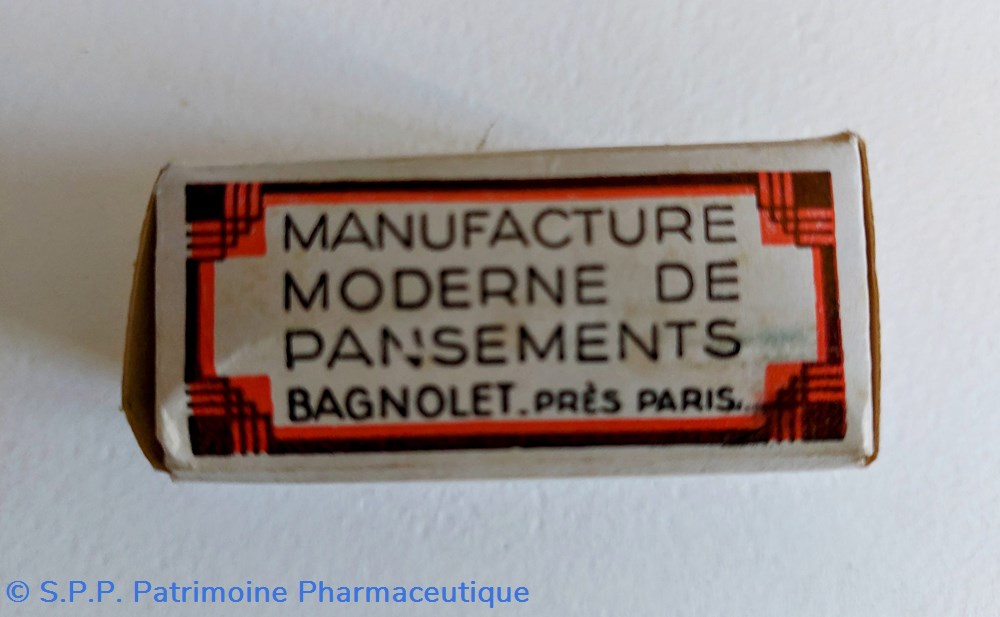 MANUFACTURE
MODERNE DE
PANSEMENTS
BAGNOLET. PRÈS PARIS.
© S.P.P. Patrimoine Pharmaceutique